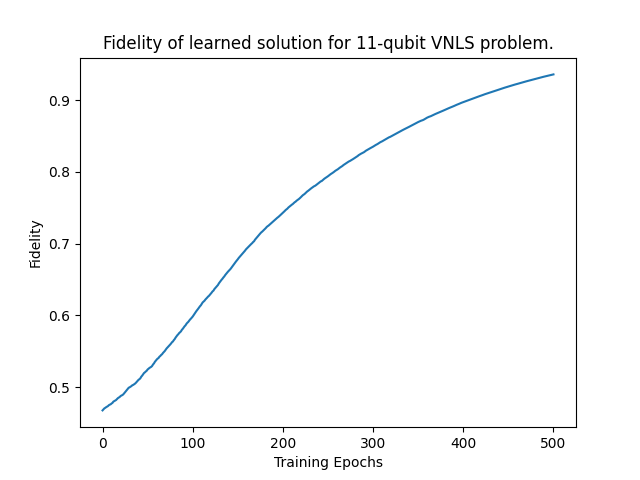 Fidelity of learned solution for 11-qubit VNLS problem.
Fidelity
0.9
0.8
0.7
0.6
0.5
0 100 200 300 400 500
Training Epochs